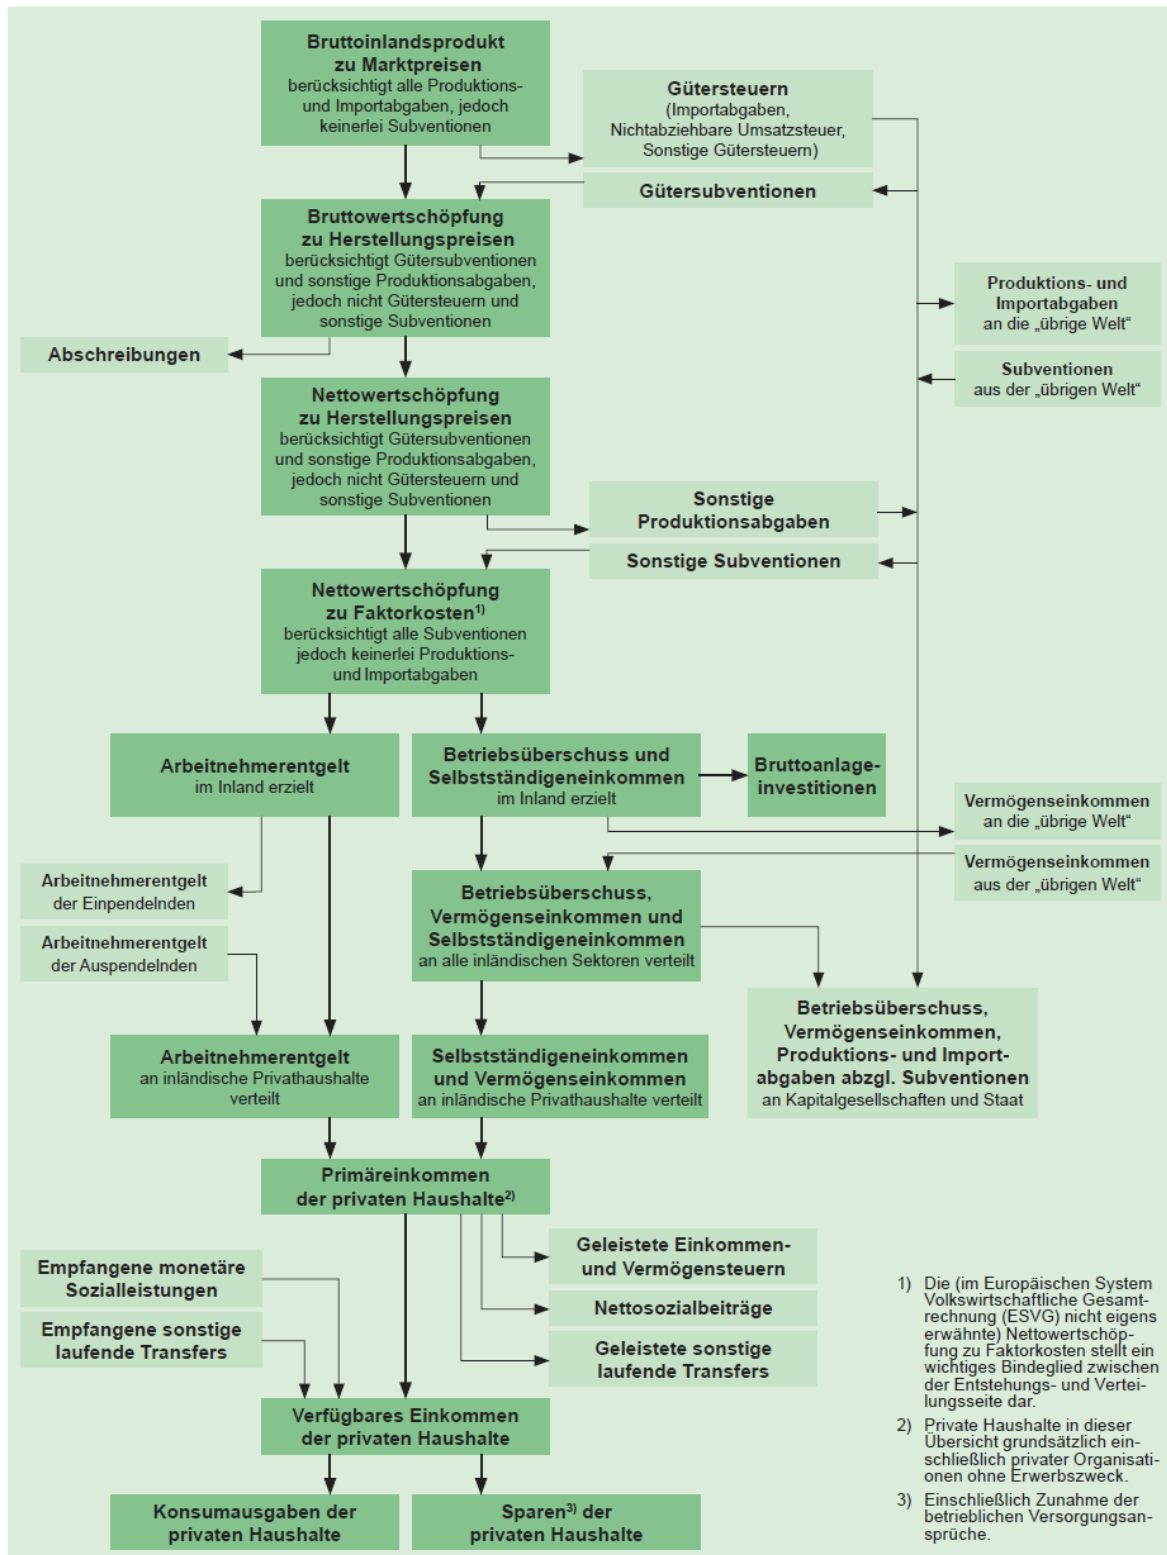 Bruttoinlandsprodukt
zu Marktpreisen
berücksichtigt alle Produktions-
und Importabgaben, jedoch
keinerlei Subventionen
Gütersteuern
(Importabgaben,
Nichtabziehbare Umsatzsteuer,
Sonstige Gütersteuern)
Gütersubventionen
Bruttowertschöpfung
zu Herstellungspreisen
berücksichtigt Gütersubventionen
und sonstige Produktionsabgaben,
jedoch nicht Gütersteuern und
sonstige Subventionen
Produktions- und
Importabgaben
an die „übrige Welt“
Abschreibungen
Subventionen
aus der „übrigen Welt“
Nettowertschöpfung
zu Herstellungspreisen
berücksichtigt Gütersubventionen
und sonstige Produktionsabgaben,
jedoch nicht Gütersteuern und
sonstige Subventionen
Sonstige
Produktionsabgaben
Sonstige Subventionen
Nettowertschöpfung
zu Faktorkosten1)
berücksichtigt alle Subventionen
jedoch keinerlei Produktions-
und Importabgaben
Arbeitnehmerentgelt
im Inland erzielt
Betriebsüberschuss und
Selbstständigeneinkommen
im Inland erzielt
Bruttoanlage-
investitionen
Vermögenseinkommen
an die „übrige Welt“
Vermögenseinkommen
aus der „übrigen Welt“
Arbeitnehmerentgelt
der Einpendelnden
Arbeitnehmerentgelt
der Auspendelnden
Betriebsüberschuss,
Vermögenseinkommen und
Selbstständigeneinkommen
an alle inländischen Sektoren verteilt
Betriebsüberschuss,
Vermögenseinkommen,
Produktions- und Import-
abgaben abzgl. Subventionen
an Kapitalgesellschaften und Staat
Arbeitnehmerentgelt
an inländische Privathaushalte
verteilt
Selbstständigeneinkommen
und Vermögenseinkommen
an inländische Privathaushalte verteilt
Primäreinkommen
der privaten Haushalte2)
Empfangene monetäre
Sozialleistungen
Empfangene sonstige
laufende Transfers
Geleistete Einkommen-
und Vermögensteuern
Nettosozialbeiträge
Geleistete sonstige
laufende Transfers
Verfügbares Einkommen
der privaten Haushalte
Konsumausgaben der
privaten Haushalte
Sparen3) der
privaten Haushalte
1) Die (im Europäischen System
Volkswirtschaftliche Gesamt-
rechnung (ESVG) nicht eigens
erwähnte) Nettowertschöp-
fung zu Faktorkosten stellt ein
wichtiges Bindeglied zwischen
der Entstehungs- und Vertei-
lungsseite dar.
2) Private Haushalte in dieser
Übersicht grundsätzlich ein-
schließlich privater Organisati-
onen ohne Erwerbszweck.
3) Einschließlich Zunahme der
betrieblichen Versorgungsan-
sprüche.